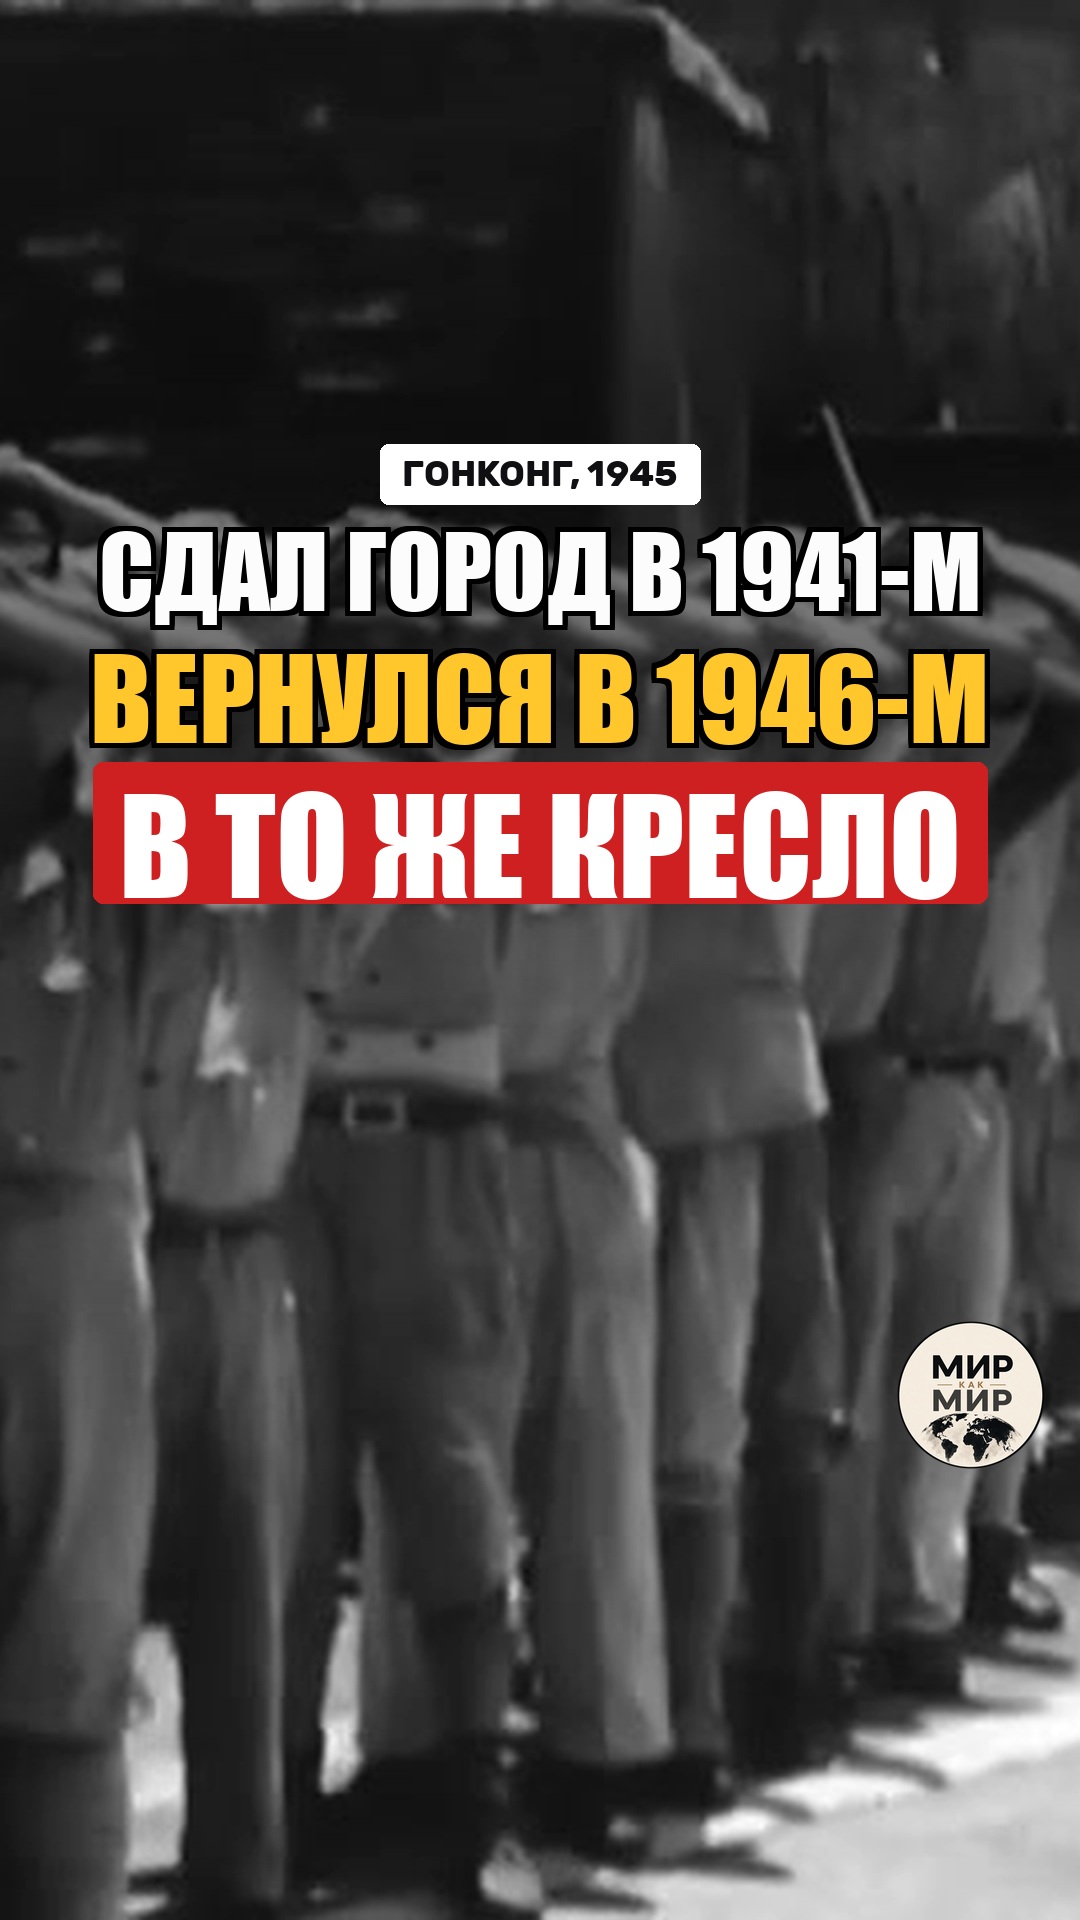 ГОНКОНГ, 1945
СДАЛ ГОРОД В 1941-М
ВЕРНУЛСЯ В 1946-М
В ТО ЖЕ КРЕСЛО
МИР
КАК
МИР